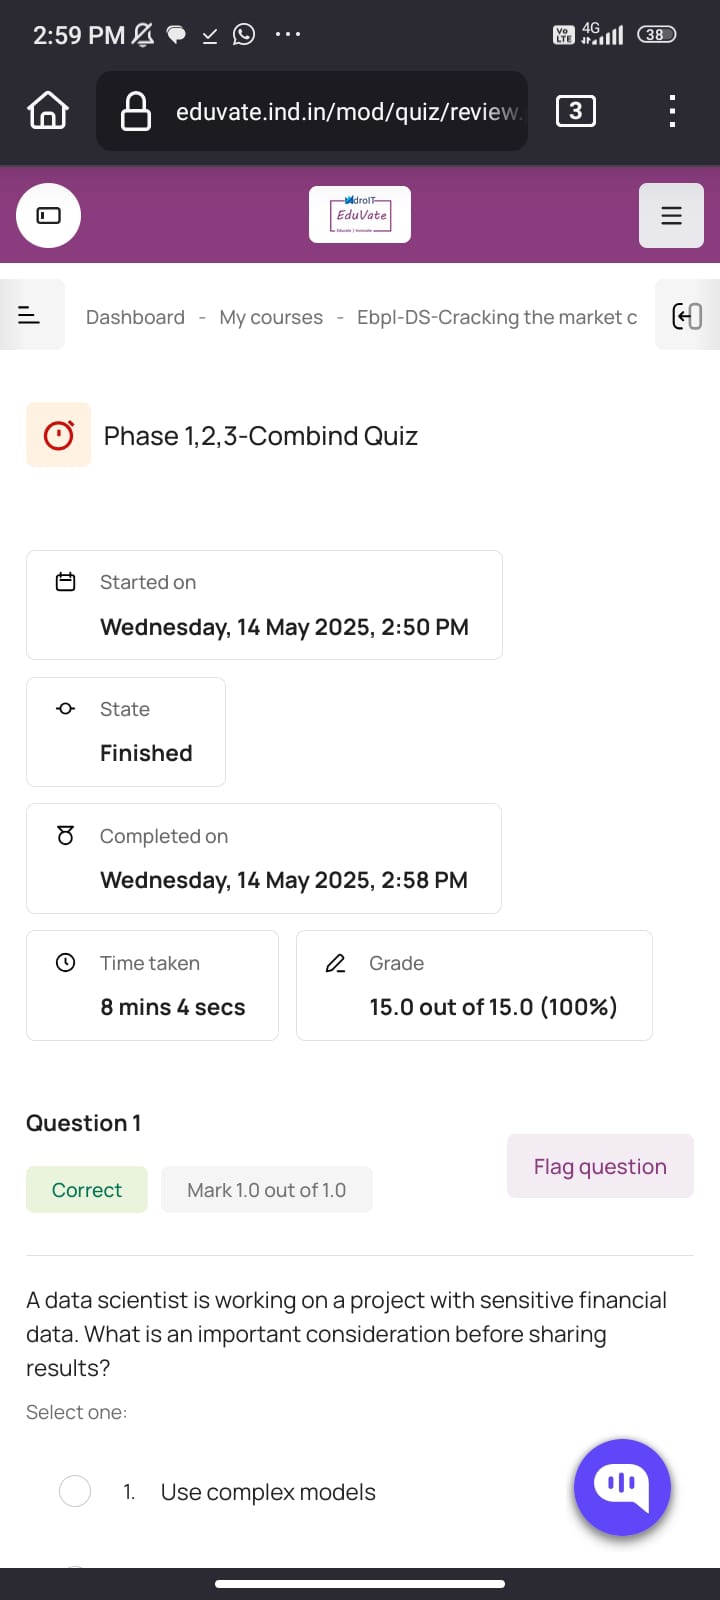 2:59 PM
Vo LTE 4G 38
eduvate.ind.in/mod/quiz/review.
3
AdroIT
EduVate
Educate | Innovate
Dashboard - My courses - Ebpl-DS-Cracking the market c
Phase 1,2,3-Combind Quiz
Started on
Wednesday, 14 May 2025, 2:50 PM
State
Finished
Completed on
Wednesday, 14 May 2025, 2:58 PM
Time taken
8 mins 4 secs
Grade
15.0 out of 15.0 (100%)
Question 1
Correct
Mark 1.0 out of 1.0
Flag question
A data scientist is working on a project with sensitive financial
data. What is an important consideration before sharing
results?
Select one:
1. Use complex models